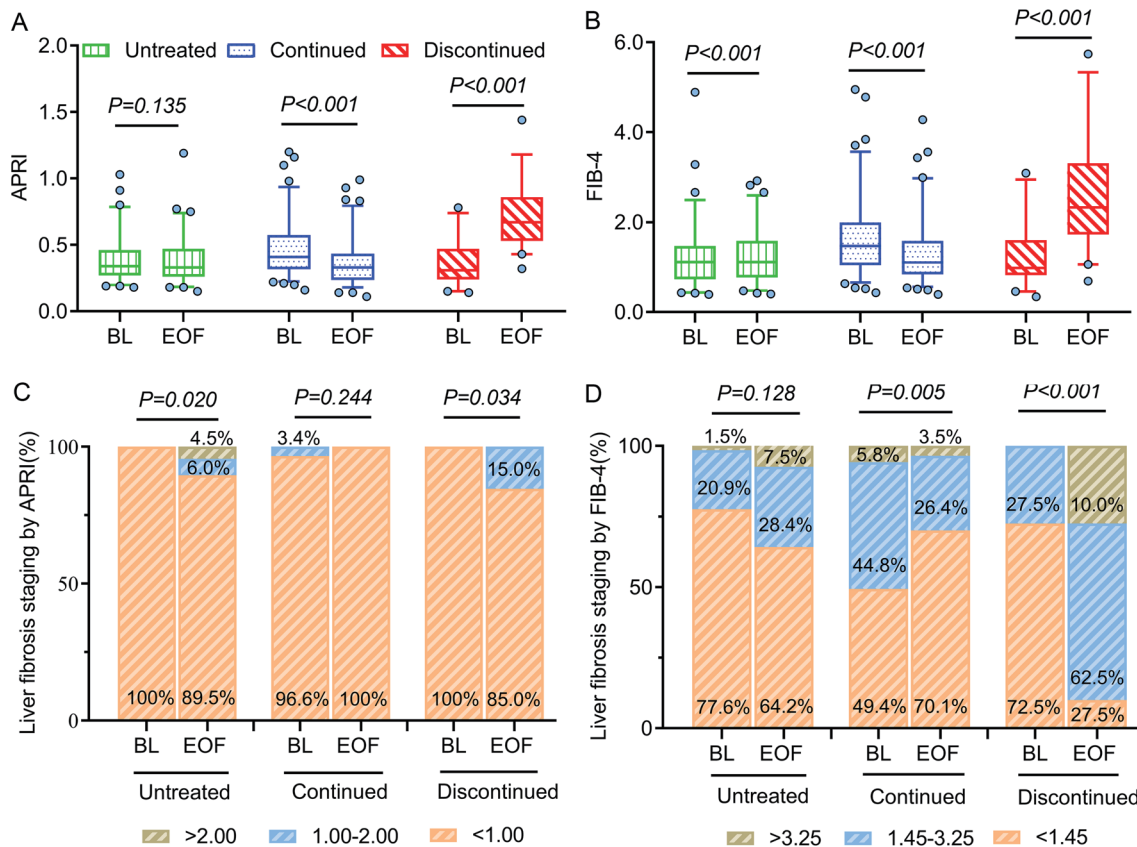 A
2.0
1.5
1.0
0.5
0.0
APRI
Untreated
Continued
Discontinued
P=0.135
P<0.001
P<0.001
BL
EOF
BL
EOF
BL
EOF
B
6.0
4.0
2.0
0.0
FIB-4
P<0.001
P<0.001
P<0.001
BL
EOF
BL
EOF
BL
EOF
C
Liver fibrosis staging by APRI(%)
100
50
0
P=0.020
P=0.244
P=0.034
4.5%
3.4%
6.0%
15.0%
100%
89.5%
96.6%
100%
100%
85.0%
BL
EOF
BL
EOF
BL
EOF
Untreated
Continued
Discontinued
>2.00
1.00-2.00
<1.00
D
Liver fibrosis staging by FIB-4(%)
100
50
0
P=0.128
P=0.005
P<0.001
1.5%
3.5%
7.5%
5.8%
20.9%
28.4%
44.8%
26.4%
27.5%
10.0%
62.5%
77.6%
64.2%
49.4%
70.1%
72.5%
27.5%
BL
EOF
BL
EOF
BL
EOF
Untreated
Continued
Discontinued
>3.25
1.45-3.25
<1.45